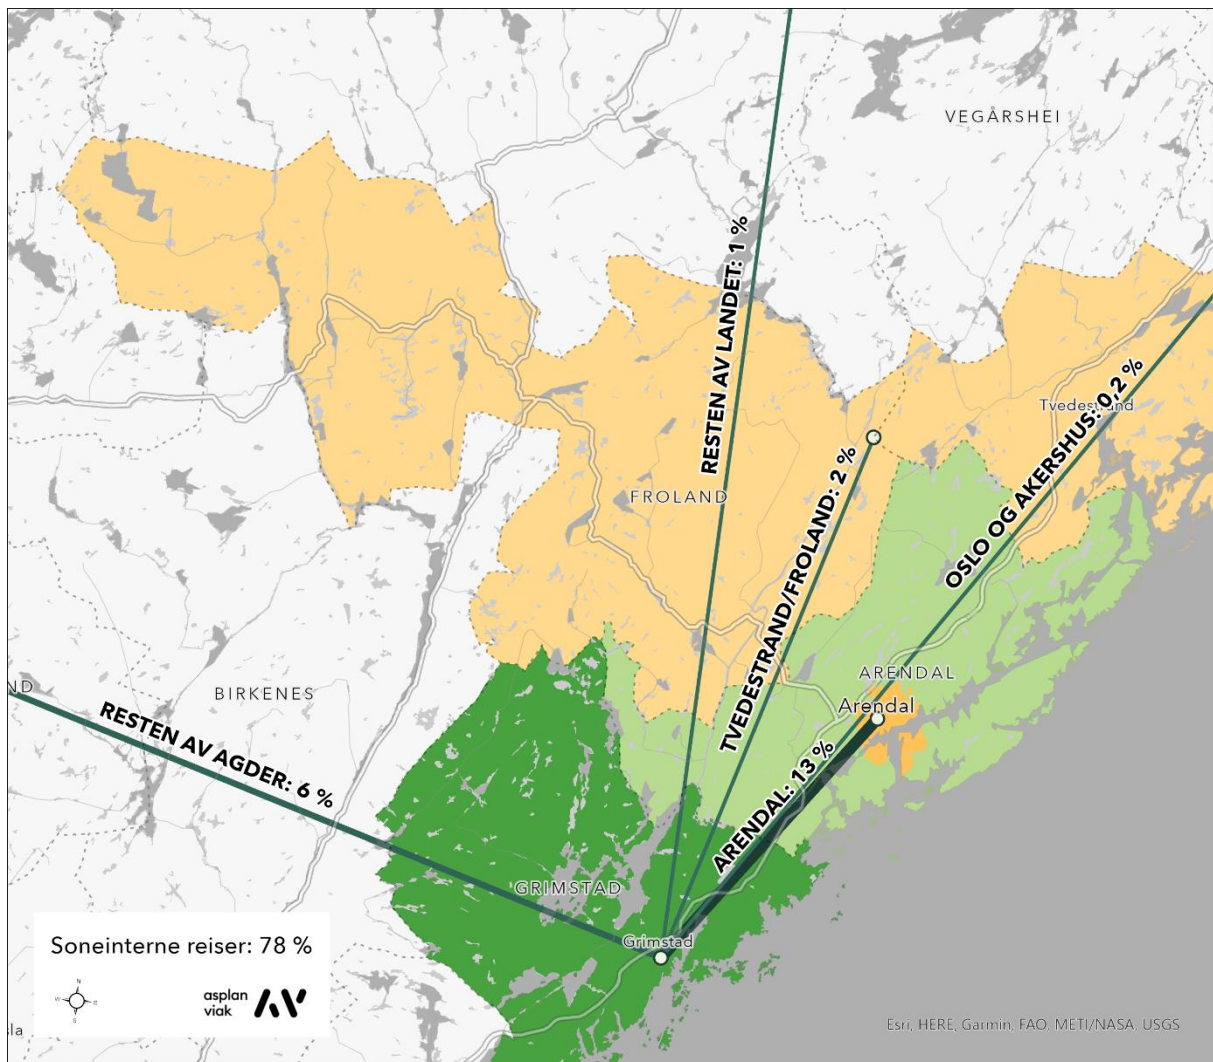 VEGÅRSHEI
RESTEN AV LANDET: 1 %
Tvedestrand
OSLO OG AKERSHUS: 0,2 %
TVEDESTRAND/FROLAND: 2 %
FROLAND
ARENDAL
Arendal
ND
BIRKENES
RESTEN AV AGDER: 6 %
ARENDAL: 13 %
GRIMSTAD
Grimstad
Soneinterne reiser: 78 %
N
S
asplan
viak
sla
Esri, HERE, Garmin, FAO, METI/NASA, USGS